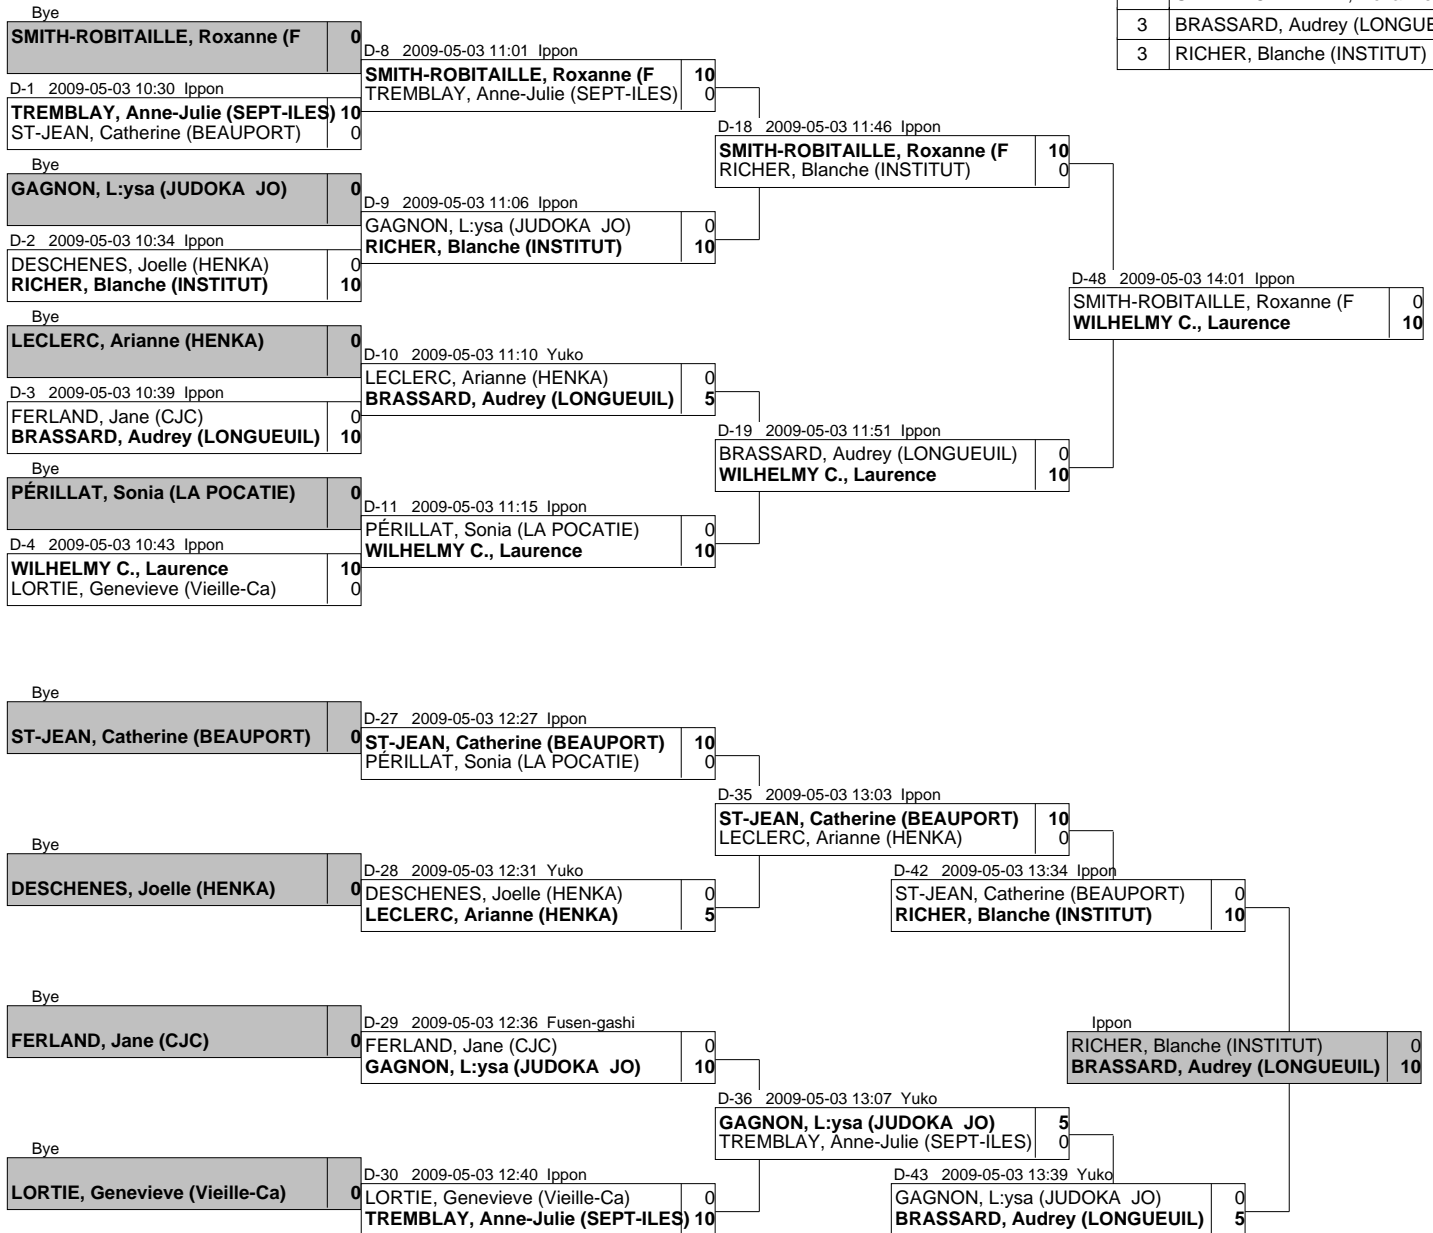 Bye
SMITH-ROBITAILLE, Roxanne (F 0
D-1 2009-05-03 10:30 Ippon
TREMBLAY, Anne-Julie (SEPT-ILES) 10
ST-JEAN, Catherine (BEAUPORT) 0
Bye
GAGNON, L:ysa (JUDOKA JO) 0
D-2 2009-05-03 10:34 Ippon
DESCHENES, Joelle (HENKA) 0
RICHER, Blanche (INSTITUT) 10
Bye
LECLERC, Arianne (HENKA) 0
D-3 2009-05-03 10:39 Ippon
FERLAND, Jane (CJC) 0
BRASSARD, Audrey (LONGUEUIL) 10
Bye
PÉRILLAT, Sonia (LA POCATIE) 0
D-4 2009-05-03 10:43 Ippon
WILHELMY C., Laurence 10
LORTIE, Genevieve (Vieille-Ca) 0
D-8 2009-05-03 11:01 Ippon
SMITH-ROBITAILLE, Roxanne (F 10
TREMBLAY, Anne-Julie (SEPT-ILES) 0
D-9 2009-05-03 11:06 Ippon
GAGNON, L:ysa (JUDOKA JO) 0
RICHER, Blanche (INSTITUT) 10
D-10 2009-05-03 11:10 Yuko
LECLERC, Arianne (HENKA) 0
BRASSARD, Audrey (LONGUEUIL) 5
D-11 2009-05-03 11:15 Ippon
PÉRILLAT, Sonia (LA POCATIE) 0
WILHELMY C., Laurence 10
D-18 2009-05-03 11:46 Ippon
SMITH-ROBITAILLE, Roxanne (F 10
RICHER, Blanche (INSTITUT) 0
D-19 2009-05-03 11:51 Ippon
BRASSARD, Audrey (LONGUEUIL) 0
WILHELMY C., Laurence 10
3 BRASSARD, Audrey (LONGUE
3 RICHER, Blanche (INSTITUT)
D-48 2009-05-03 14:01 Ippon
SMITH-ROBITAILLE, Roxanne (F 0
WILHELMY C., Laurence 10
Bye
ST-JEAN, Catherine (BEAUPORT) 0
Bye
DESCHENES, Joelle (HENKA) 0
Bye
FERLAND, Jane (CJC) 0
Bye
LORTIE, Genevieve (Vieille-Ca) 0
D-27 2009-05-03 12:27 Ippon
ST-JEAN, Catherine (BEAUPORT) 10
PÉRILLAT, Sonia (LA POCATIE) 0
D-28 2009-05-03 12:31 Yuko
DESCHENES, Joelle (HENKA) 0
LECLERC, Arianne (HENKA) 5
D-29 2009-05-03 12:36 Fusen-gashi
FERLAND, Jane (CJC) 0
GAGNON, L:ysa (JUDOKA JO) 10
D-30 2009-05-03 12:40 Ippon
LORTIE, Genevieve (Vieille-Ca) 0
TREMBLAY, Anne-Julie (SEPT-ILES) 10
D-35 2009-05-03 13:03 Ippon
ST-JEAN, Catherine (BEAUPORT) 10
LECLERC, Arianne (HENKA) 0
D-36 2009-05-03 13:07 Yuko
GAGNON, L:ysa (JUDOKA JO) 5
TREMBLAY, Anne-Julie (SEPT-ILES) 0
D-42 2009-05-03 13:34 Ippon
ST-JEAN, Catherine (BEAUPORT) 0
RICHER, Blanche (INSTITUT) 10
D-43 2009-05-03 13:39 Yuko
GAGNON, L:ysa (JUDOKA JO) 0
BRASSARD, Audrey (LONGUEUIL) 5
Ippon
RICHER, Blanche (INSTITUT) 0
BRASSARD, Audrey (LONGUEUIL) 10